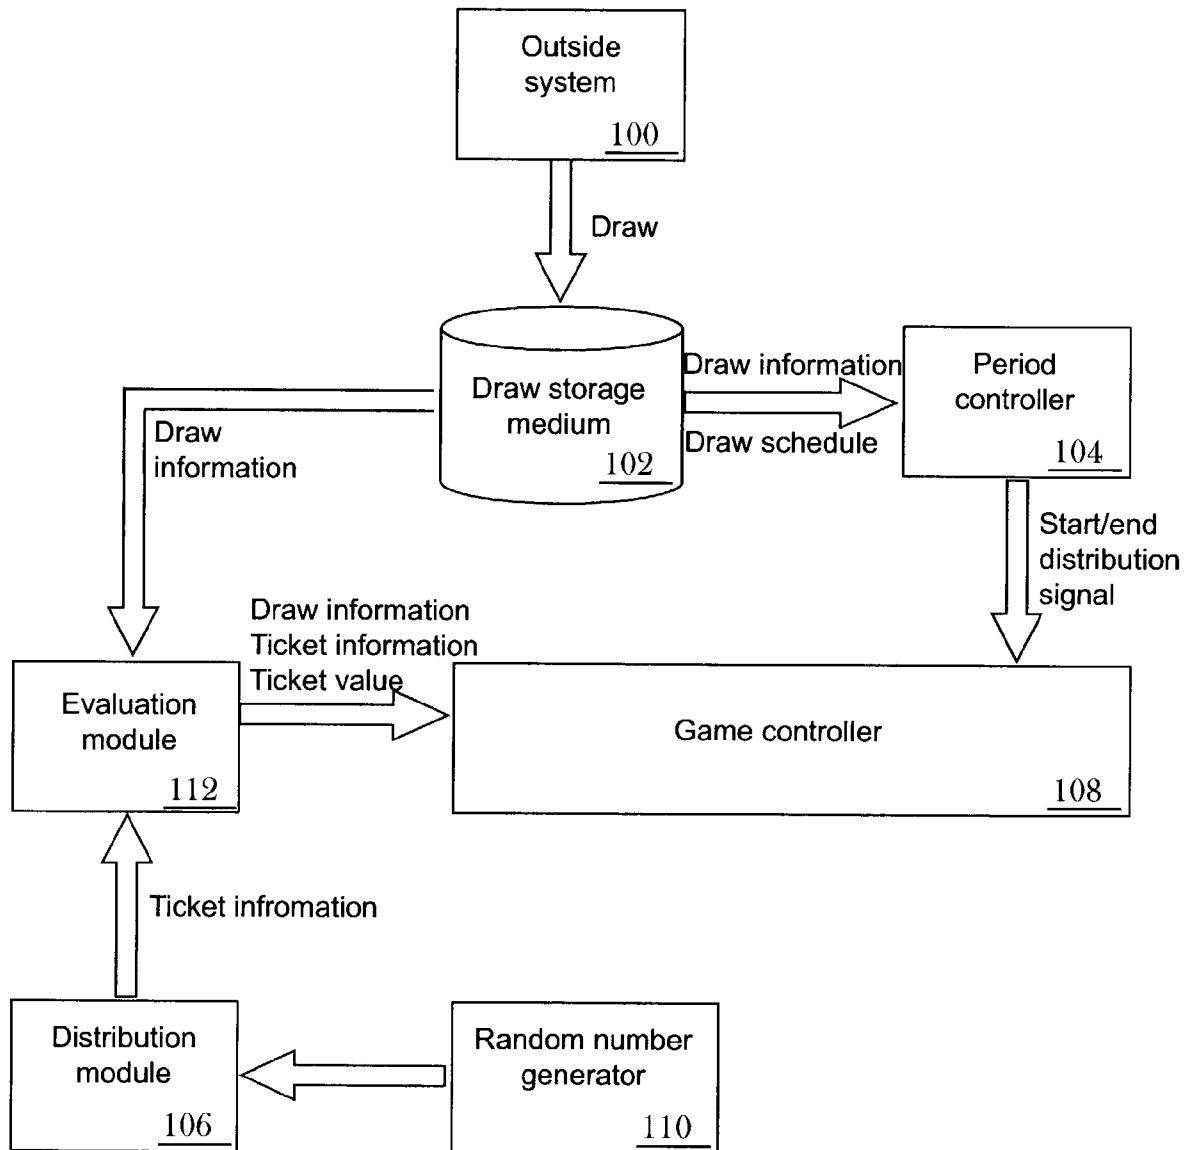 Outside
system
100
Draw
Draw storage
medium
102
Draw information
Draw schedule
Period
controller
104
Draw
information
Start/end
distribution
signal
Draw information
Ticket information
Ticket value
Evaluation
module
112
Game controller
108
Ticket infromation
Distribution
module
106
Random number
generator
110